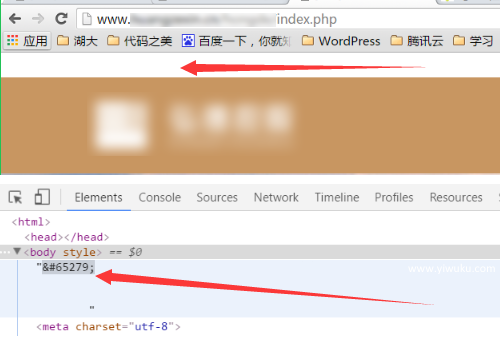 www. index.php
应用 湖大 代码之美 百度一下，你就 WordPress 腾讯云 学习
Elements Console Sources Network Timeline Profiles Resources
<html>
<head></head>
<body style> == $0
"&#65279;
www.yiwuku.com
"
<meta charset="utf-8">